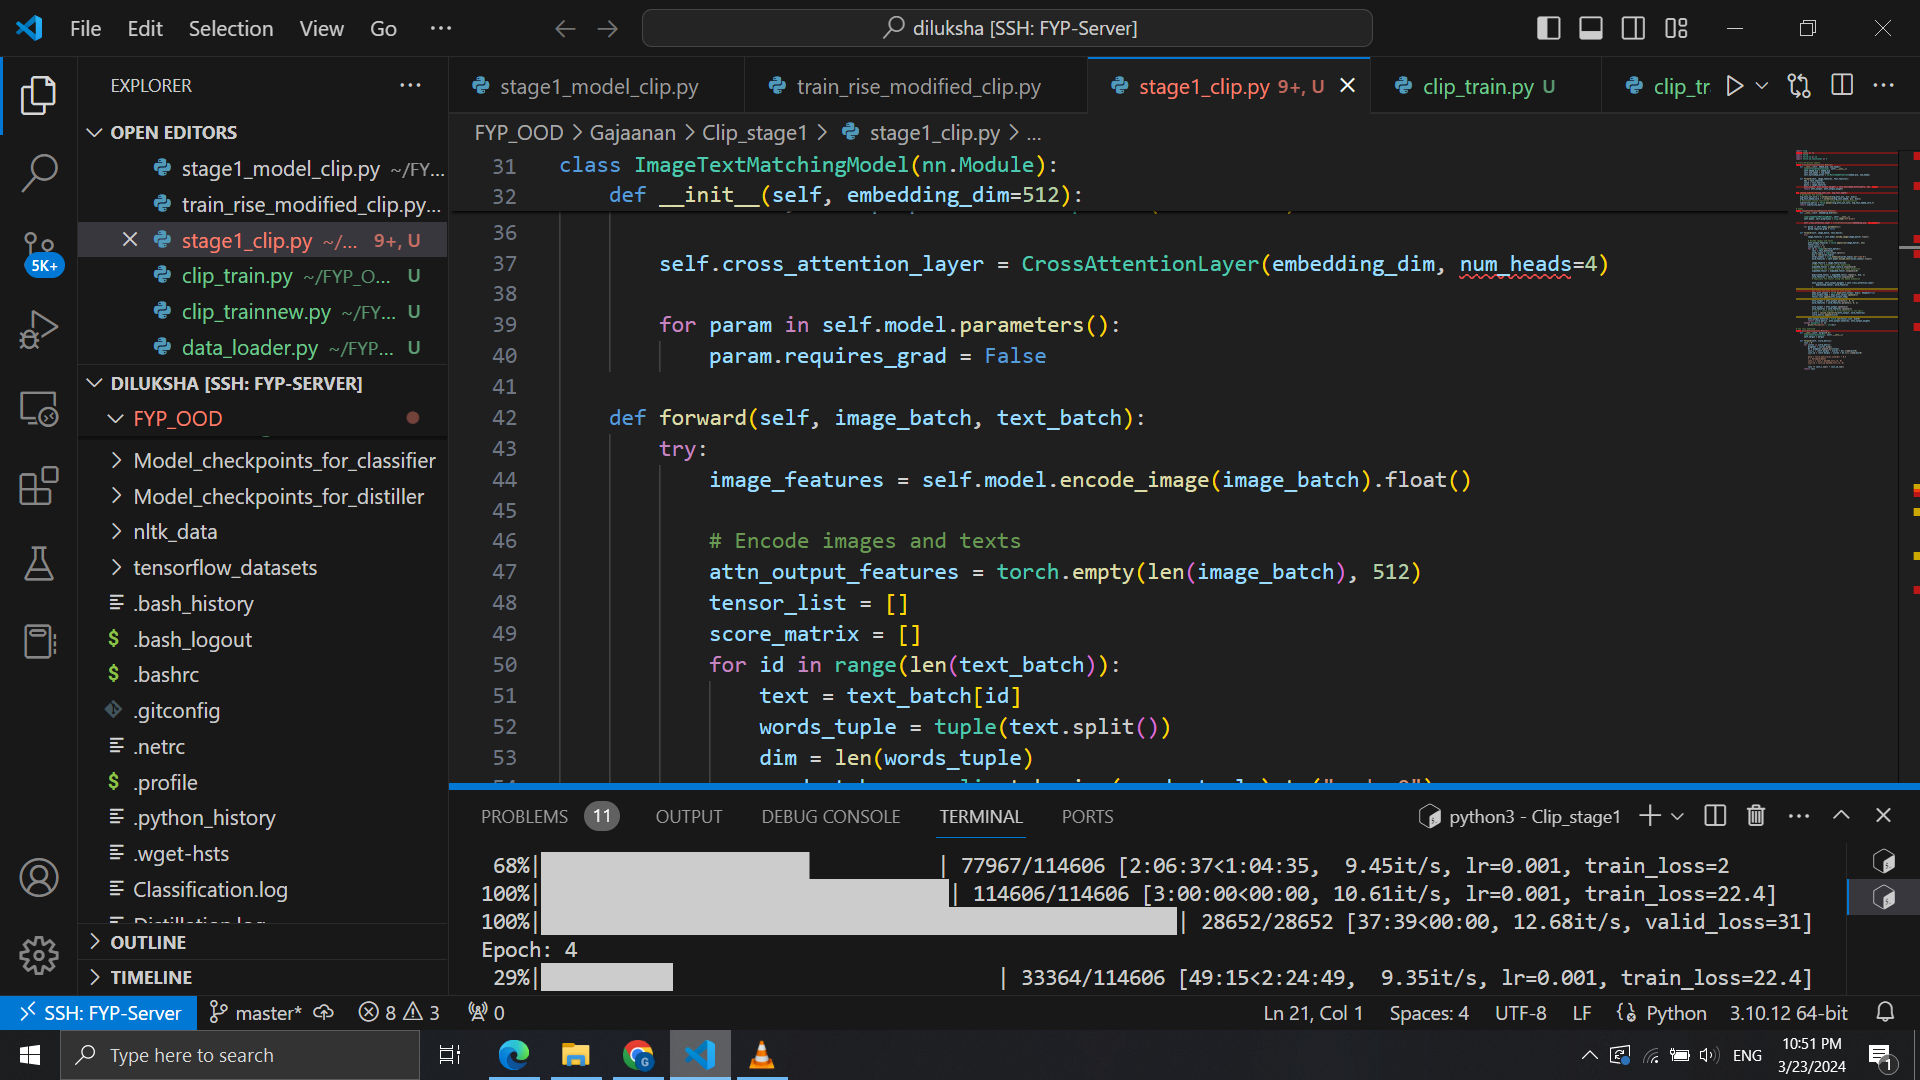 File Edit Selection View Go ···
diluksha [SSH: FYP-Server]
EXPLORER
OPEN EDITORS
stage1_model_clip.py ~/FY...
train_rise_modified_clip.py...
stage1_clip.py ~/... 9+, U
clip_train.py ~/FYP_O... U
clip_trainnew.py ~/FY... U
data_loader.py ~/FYP... U
DILUKSHA [SSH: FYP-SERVER]
FYP_OOD
Model_checkpoints_for_classifier
Model_checkpoints_for_distiller
nltk_data
tensorflow_datasets
.bash_history
.bash_logout
.bashrc
.gitconfig
.netrc
.profile
.python_history
.wget-hsts
Classification.log
OUTLINE
TIMELINE
5K+
stage1_model_clip.py train_rise_modified_clip.py stage1_clip.py 9+, U clip_train.py U clip_tr
FYP_OOD > Gajaanan > Clip_stage1 > stage1_clip.py > ...
31 class ImageTextMatchingModel(nn.Module):
32 def __init__(self, embedding_dim=512):
36
37 self.cross_attention_layer = CrossAttentionLayer(embedding_dim, num_heads=4)
38
39 for param in self.model.parameters():
40 param.requires_grad = False
41
42 def forward(self, image_batch, text_batch):
43 try:
44 image_features = self.model.encode_image(image_batch).float()
45
46 # Encode images and texts
47 attn_output_features = torch.empty(len(image_batch), 512)
48 tensor_list = []
49 score_matrix = []
50 for id in range(len(text_batch)):
51 text = text_batch[id]
52 words_tuple = tuple(text.split())
53 dim = len(words_tuple)
PROBLEMS 11 OUTPUT DEBUG CONSOLE TERMINAL PORTS
python3 - Clip_stage1
68%| | 77967/114606 [2:06:37<1:04:35, 9.45it/s, lr=0.001, train_loss=2
100%| | 114606/114606 [3:00:00<00:00, 10.61it/s, lr=0.001, train_loss=22.4]
100%| | 28652/28652 [37:39<00:00, 12.68it/s, valid_loss=31]
Epoch: 4
29%| | 33364/114606 [49:15<2:24:49, 9.35it/s, lr=0.001, train_loss=22.4]
SSH: FYP-Server master* 8 3 0
Ln 21, Col 1 Spaces: 4 UTF-8 LF Python 3.10.12 64-bit
Type here to search
ENG
10:51 PM
3/23/2024
1